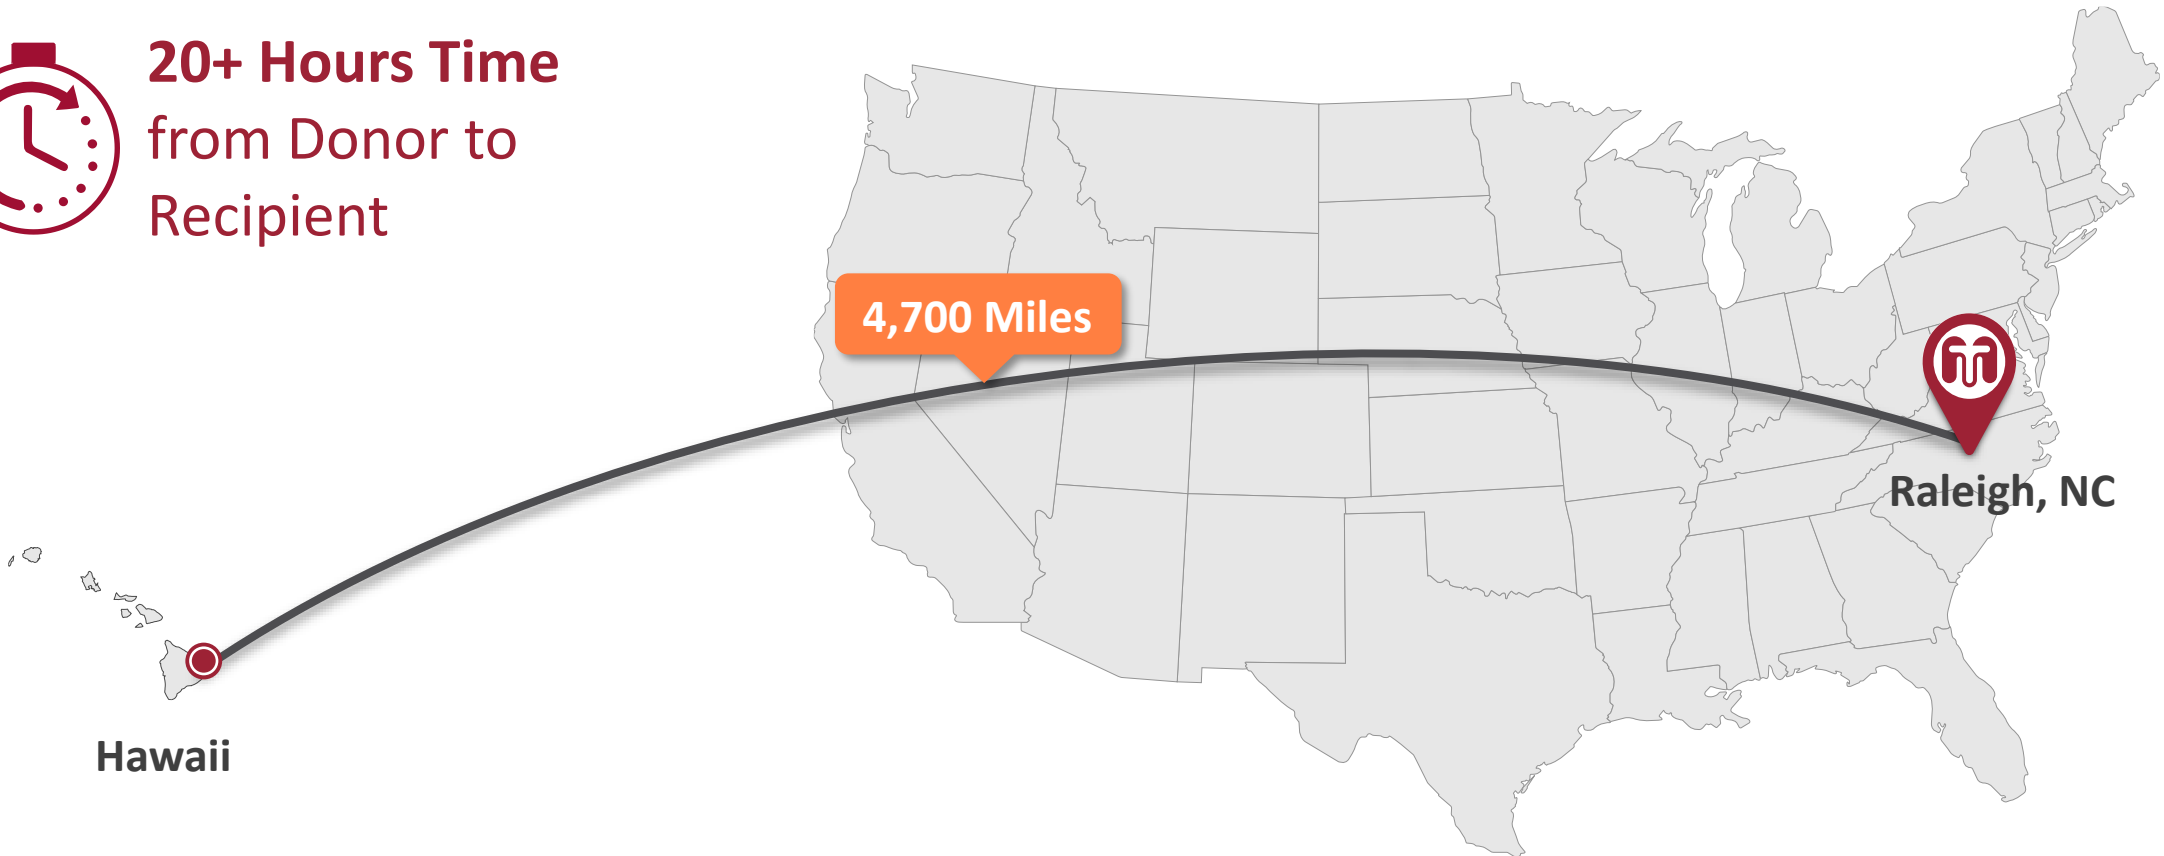 20+ Hours Time
from Donor to
Recipient
4,700 Miles
Raleigh, NC
Hawaii